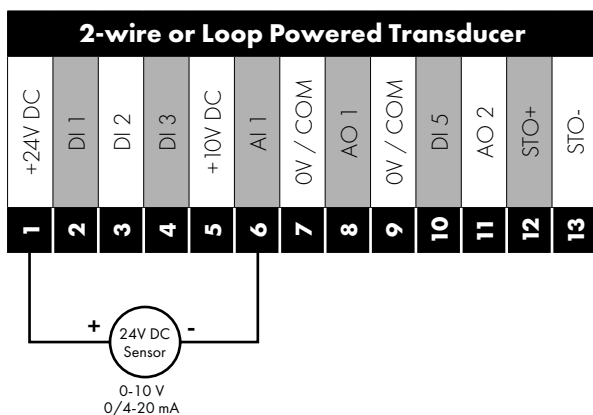 2-wire or Loop Powered Transducer
+24V DC
DI 1
DI 2
DI 3
+10V DC
AI 1
0V / COM
AO 1
0V / COM
DI 5
AO 2
STO+
STO-
1
2
3
4
5
6
7
8
9
10
11
12
13
+
-
24V DC
Sensor
0-10 V
0/4-20 mA